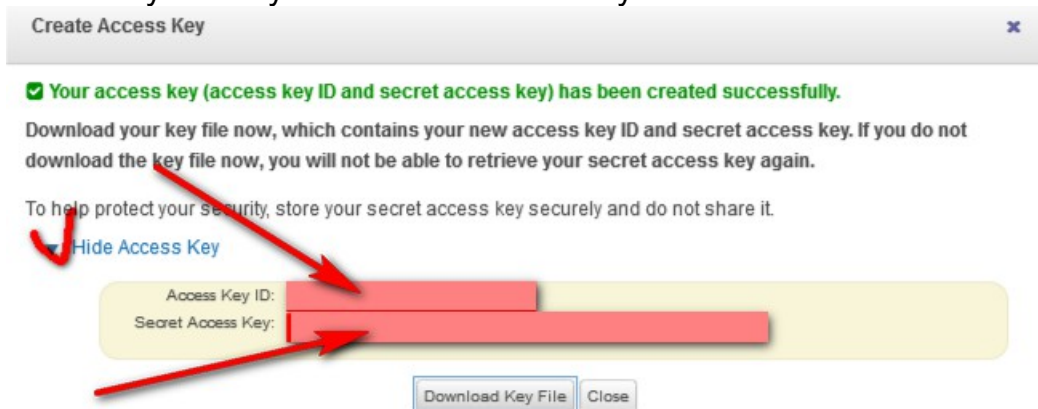 Create Access Key
Your access key (access key ID and secret access key) has been created successfully.
Download your key file now, which contains your new access key ID and secret access key. If you do not
download the key file now, you will not be able to retrieve your secret access key again.
To help protect your security, store your secret access key securely and do not share it.
Hide Access Key
Access Key ID:
Secret Access Key:
Download Key File Close